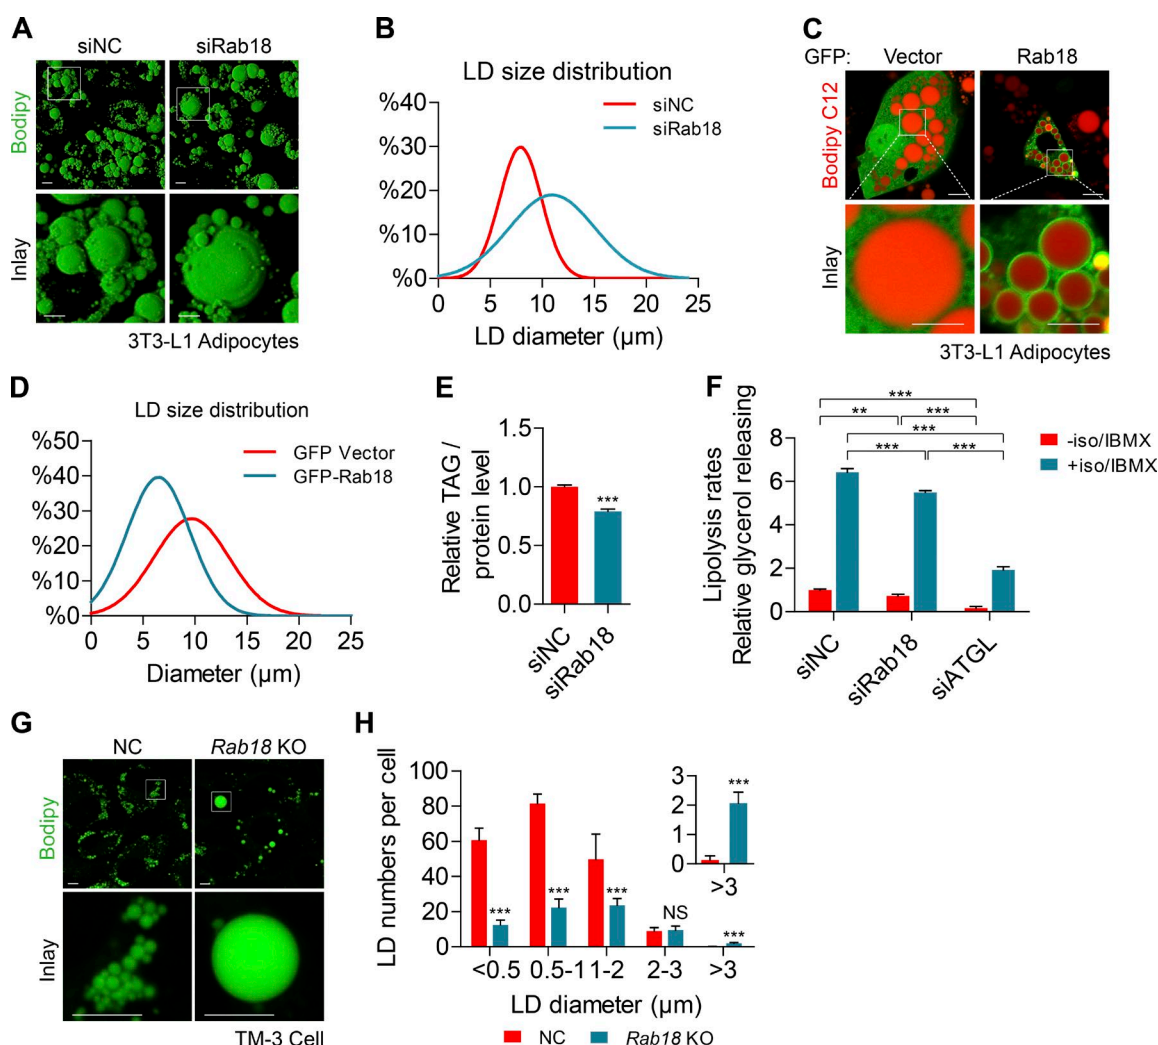 A
siNC
siRab18
Bodipy
Inlay
3T3-L1 Adipocytes
B
LD size distribution
siNC
siRab18
%40
%30
%20
%10
%0
0
5
10
15
20
25
LD diameter (μm)
C
GFP:
Vector
Rab18
Bodipy C12
Inlay
3T3-L1 Adipocytes
D
LD size distribution
GFP Vector
GFP-Rab18
%50
%40
%30
%20
%10
%0
0
5
10
15
20
25
Diameter (μm)
E
Relative TAG /
protein level
1.5
1.0
0.5
0.0
***
siNC
siRab18
F
***
**
***
***
***
***
-iso/IBMX
+iso/IBMX
Lipolysis rates
Relative glycerol releasing
8
6
4
2
0
siNC
siRab18
siATGL
G
NC
Rab18 KO
Bodipy
Inlay
TM-3 Cell
H
LD numbers per cell
100
80
60
40
20
0
***
***
***
NS
***
3
2
1
0
***
>3
<0.5
0.5-1
1-2
2-3
>3
LD diameter (μm)
NC
Rab18 KO